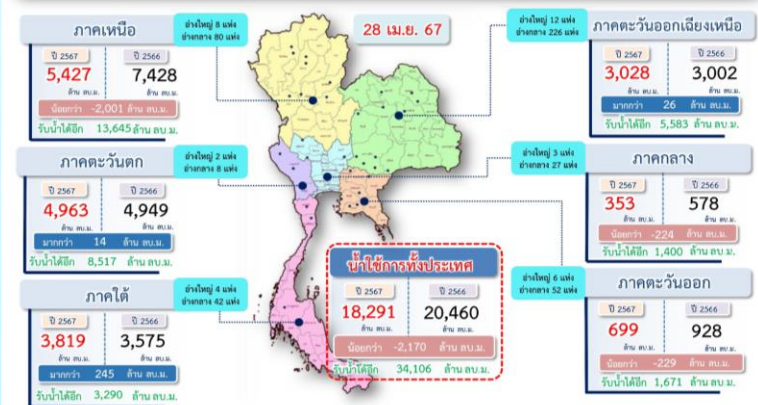 ภาคเหนือ
ปี 2567 ปี 2566
5,427 7,428
ล้าน ลบ.ม. ล้าน ลบ.ม.
น้อยกว่า -2,001 ล้าน ลบ.ม.
รับน้ำได้อีก 13,645 ล้าน ลบ.ม.
อ่างใหญ่ 8 แห่ง
อ่างกลาง 80 แห่ง
28 เม.ย. 67
อ่างใหญ่ 12 แห่ง
อ่างกลาง 226 แห่ง
ภาคตะวันออกเฉียงเหนือ
ปี 2567 ปี 2566
3,028 3,002
ล้าน ลบ.ม. ล้าน ลบ.ม.
มากกว่า 26 ล้าน ลบ.ม.
รับน้ำได้อีก 5,583 ล้าน ลบ.ม.
ภาคตะวันตก
ปี 2567 ปี 2566
4,963 4,949
ล้าน ลบ.ม. ล้าน ลบ.ม.
มากกว่า 14 ล้าน ลบ.ม.
รับน้ำได้อีก 8,517 ล้าน ลบ.ม.
อ่างใหญ่ 2 แห่ง
อ่างกลาง 8 แห่ง
อ่างใหญ่ 3 แห่ง
อ่างกลาง 27 แห่ง
ภาคกลาง
ปี 2567 ปี 2566
353 578
ล้าน ลบ.ม. ล้าน ลบ.ม.
น้อยกว่า -224 ล้าน ลบ.ม.
รับน้ำได้อีก 1,400 ล้าน ลบ.ม.
ภาคใต้
ปี 2567 ปี 2566
3,819 3,575
ล้าน ลบ.ม. ล้าน ลบ.ม.
มากกว่า 245 ล้าน ลบ.ม.
รับน้ำได้อีก 3,290 ล้าน ลบ.ม.
อ่างใหญ่ 4 แห่ง
อ่างกลาง 42 แห่ง
น้ำใช้การทั้งประเทศ
ปี 2567 ปี 2566
18,291 20,460
ล้าน ลบ.ม. ล้าน ลบ.ม.
น้อยกว่า -2,170 ล้าน ลบ.ม.
รับน้ำได้อีก 34,106 ล้าน ลบ.ม.
อ่างใหญ่ 6 แห่ง
อ่างกลาง 52 แห่ง
ภาคตะวันออก
ปี 2567 ปี 2566
699 928
ล้าน ลบ.ม. ล้าน ลบ.ม.
น้อยกว่า -229 ล้าน ลบ.ม.
รับน้ำได้อีก 1,671 ล้าน ลบ.ม.